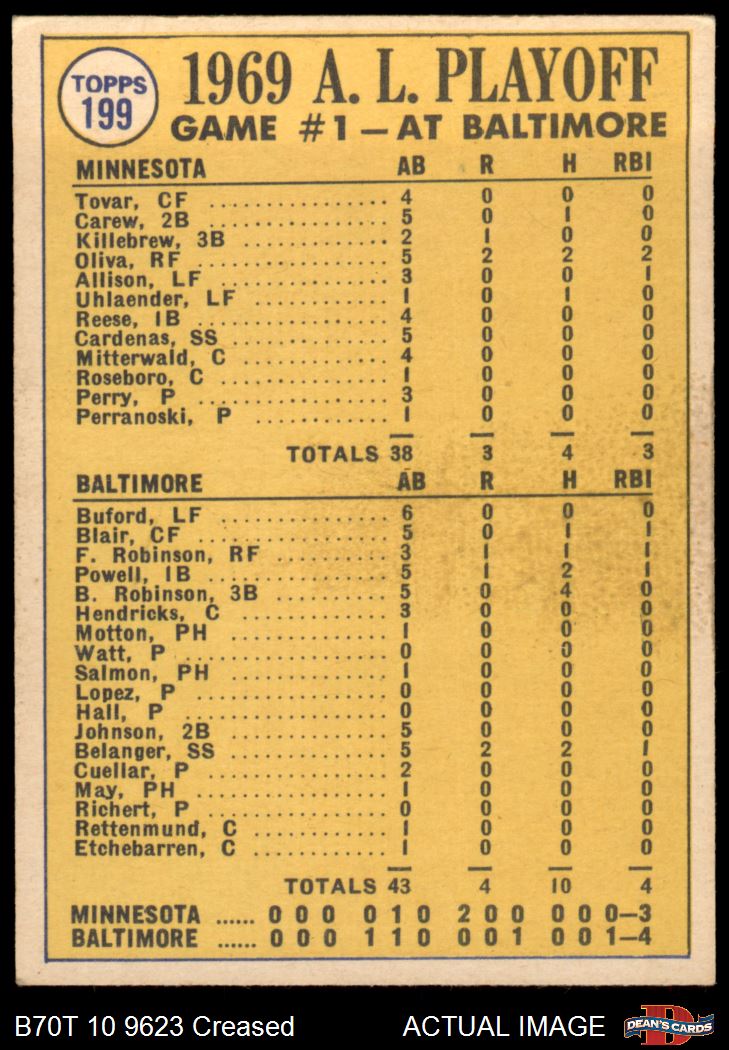 TOPPS
199
1969 A. L. PLAYOFF
GAME #1 — AT BALTIMORE
MINNESOTA AB R H RBI
Tovar, CF .................. 4 0 0 0
Carew, 2B .................. 5 0 1 0
Killebrew, 3B .............. 2 1 0 0
Oliva, RF .................. 5 2 2 2
Allison, LF ................ 3 0 0 1
Uhlaender, LF ............. 1 0 1 0
Reese, 1B .................. 4 0 0 0
Cardenas, SS ............... 5 0 0 0
Mitterwald, C .............. 4 0 0 0
Roseboro, C ................ 1 0 0 0
Perry, P ................... 3 0 0 0
Perranoski, P ............. 1 0 0 0
TOTALS 38 3 4 3
BALTIMORE AB R H RBI
Buford, LF ................. 6 0 0 0
Blair, CF .................. 5 0 1 1
F. Robinson, RF ............ 3 1 1 1
Powell, 1B ................. 5 1 2 1
B. Robinson, 3B ............ 5 0 4 0
Hendricks, C ............... 3 0 0 0
Motton, PH ................. 1 0 0 0
Watt, P .................... 0 0 0 0
Salmon, PH ................. 1 0 0 0
Lopez, P ................... 0 0 0 0
Hall, P .................... 0 0 0 0
Johnson, 2B ................ 5 0 0 0
Belanger, SS ............... 5 2 2 1
Cuellar, P ................. 2 0 0 0
May, PH .................... 1 0 0 0
Richert, P ................. 0 0 0 0
Rettenmund, C .............. 1 0 0 0
Etchebarren, C ............. 1 0 0 0
TOTALS 43 4 10 4
MINNESOTA ...... 0 0 0 0 1 0 2 0 0 0 0 0—3
BALTIMORE ...... 0 0 0 1 1 0 0 0 1 0 0 1—4
B70T 10 9623 Creased ACTUAL IMAGE
D
DEAN'S CARDS